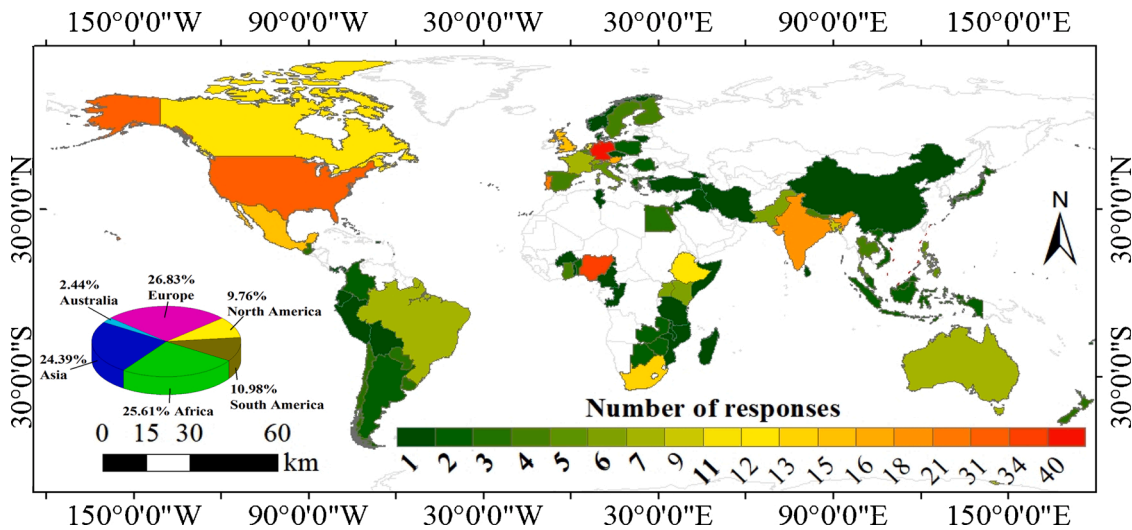 150°0'0"W 90°0'0"W 30°0'0"W 30°0'0"E 90°0'0"E 150°0'0"E
30°0'0"N
30°0'0"N
N
30°0'0"S
30°0'0"S
26.83%
Europe
2.44%
Australia
9.76%
North America
24.39%
Asia
10.98%
South America
25.61% Africa
Number of responses
0 15 30 60
km
1 2 3 4 5 6 7 9 11 12 13 15 16 18 21 31 34 40
150°0'0"W 90°0'0"W 30°0'0"W 30°0'0"E 90°0'0"E 150°0'0"E